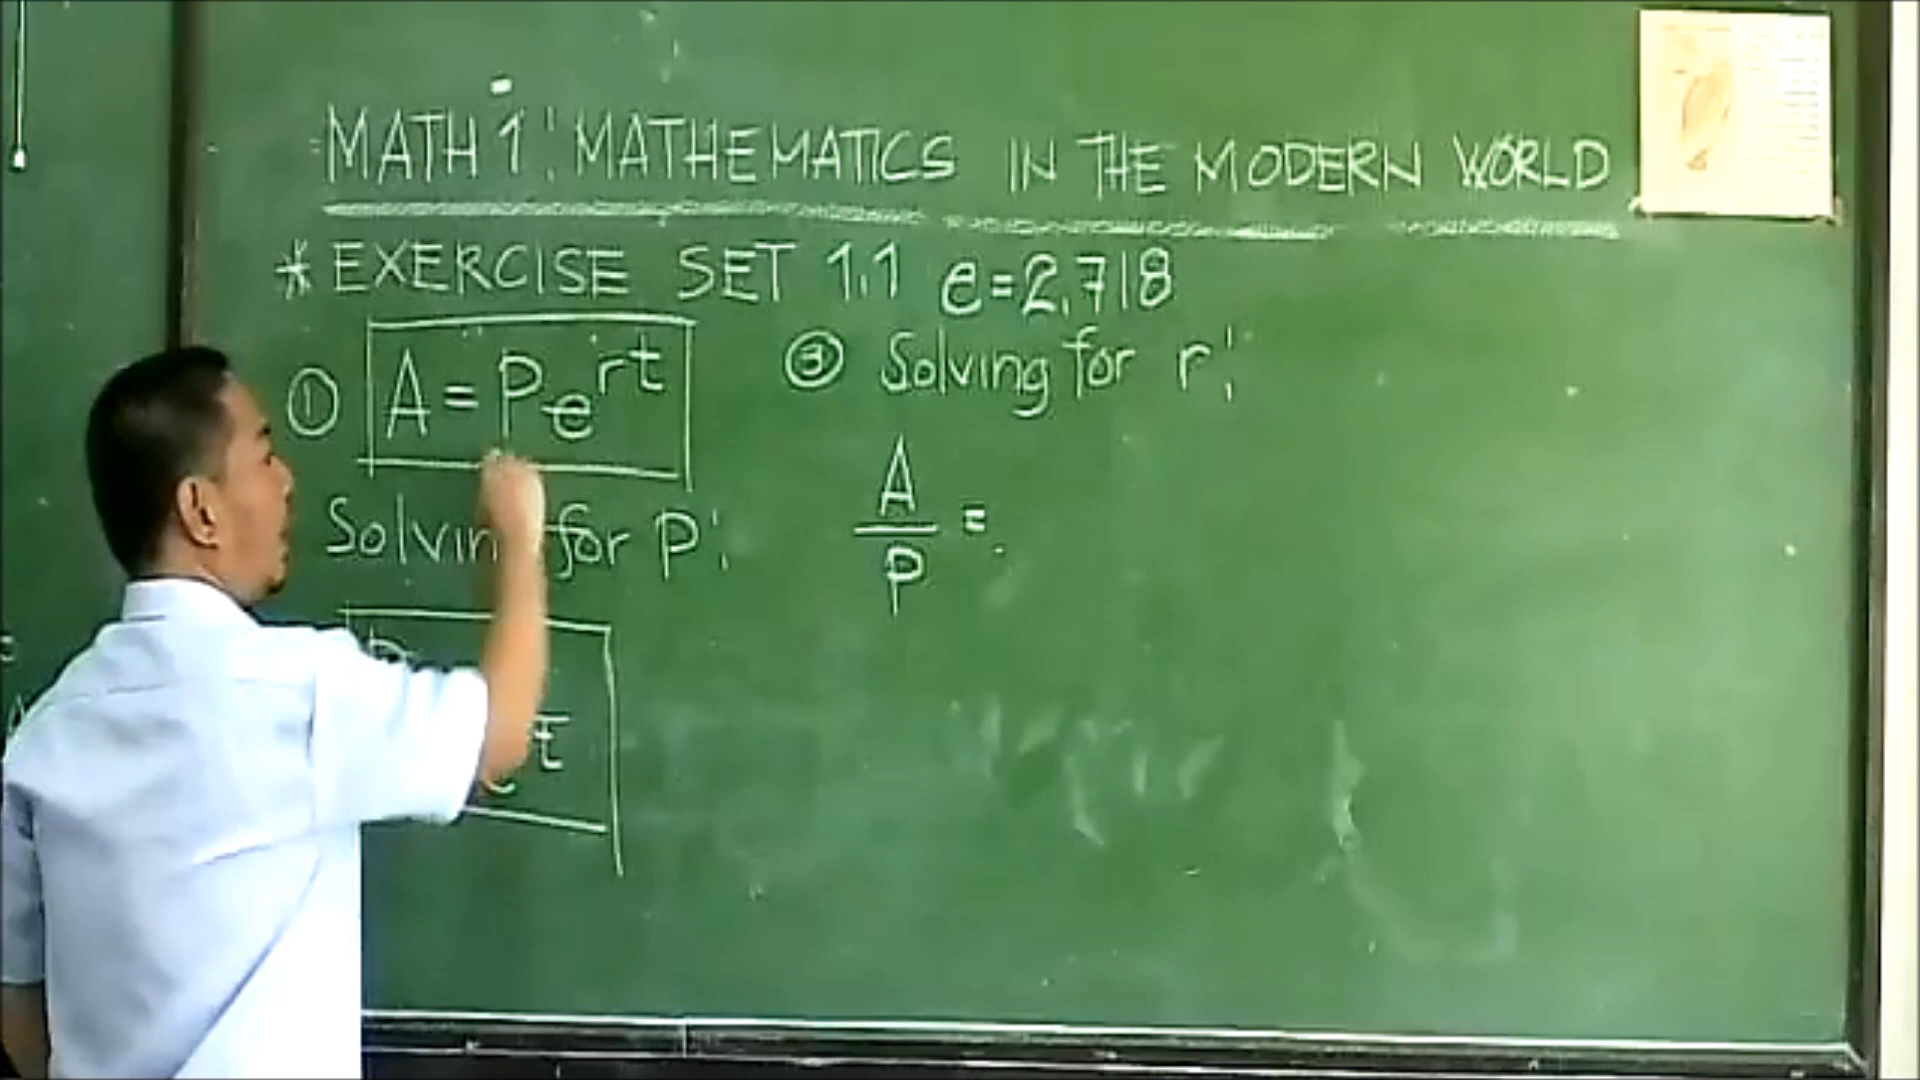 MATH 1: MATHEMATICS IN THE MODERN WORLD
* EXERCISE SET 1.1 e=2.718
① A = Pe^rt
Solving for P:
t
③ Solving for r:
A
P
=